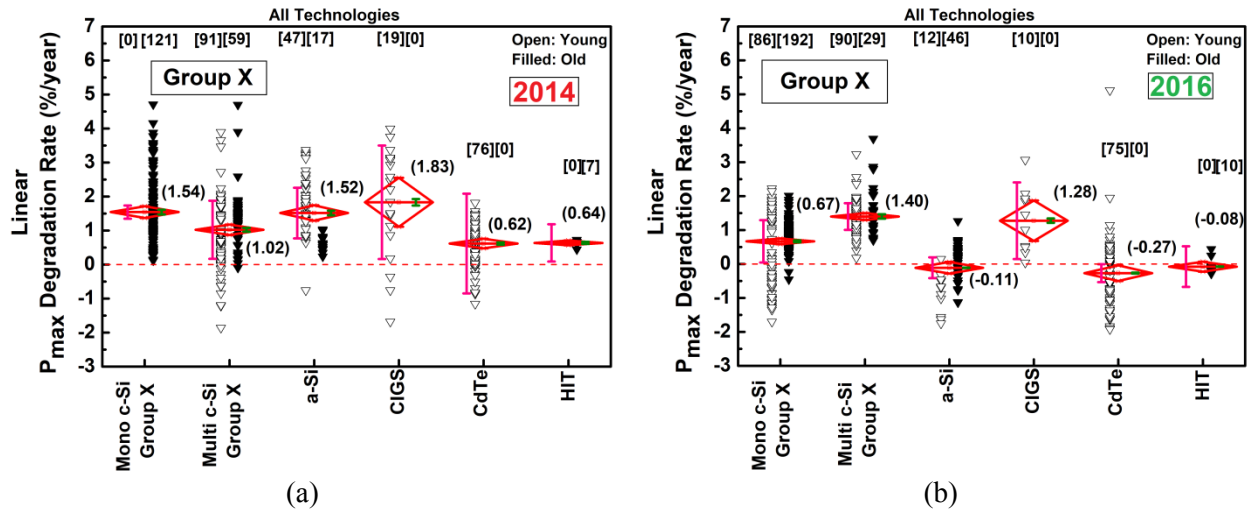 All Technologies
[0] [121] [91][59] [47][17] [19][0]
Open: Young
Filled: Old
Group X
2014
[76][0]
[0][7]
(1.54)
(1.02)
(1.52)
(1.83)
(0.62)
(0.64)
7
6
5
4
3
2
1
0
-1
-2
-3
Linear
Pmax Degradation Rate (%/year)
Mono c-Si
Group X
Multi c-Si
Group X
a-Si
CIGS
CdTe
HIT
(a)
All Technologies
[86][192] [90][29] [12][46] [10][0]
Open: Young
Filled: Old
Group X
2016
[75][0]
[0][10]
(0.67)
(1.40)
(-0.11)
(1.28)
(-0.27)
(-0.08)
7
6
5
4
3
2
1
0
-1
-2
-3
Linear
Pmax Degradation Rate (%/year)
Mono c-Si
Group X
Multi c-Si
Group X
a-Si
CIGS
CdTe
HIT
(b)